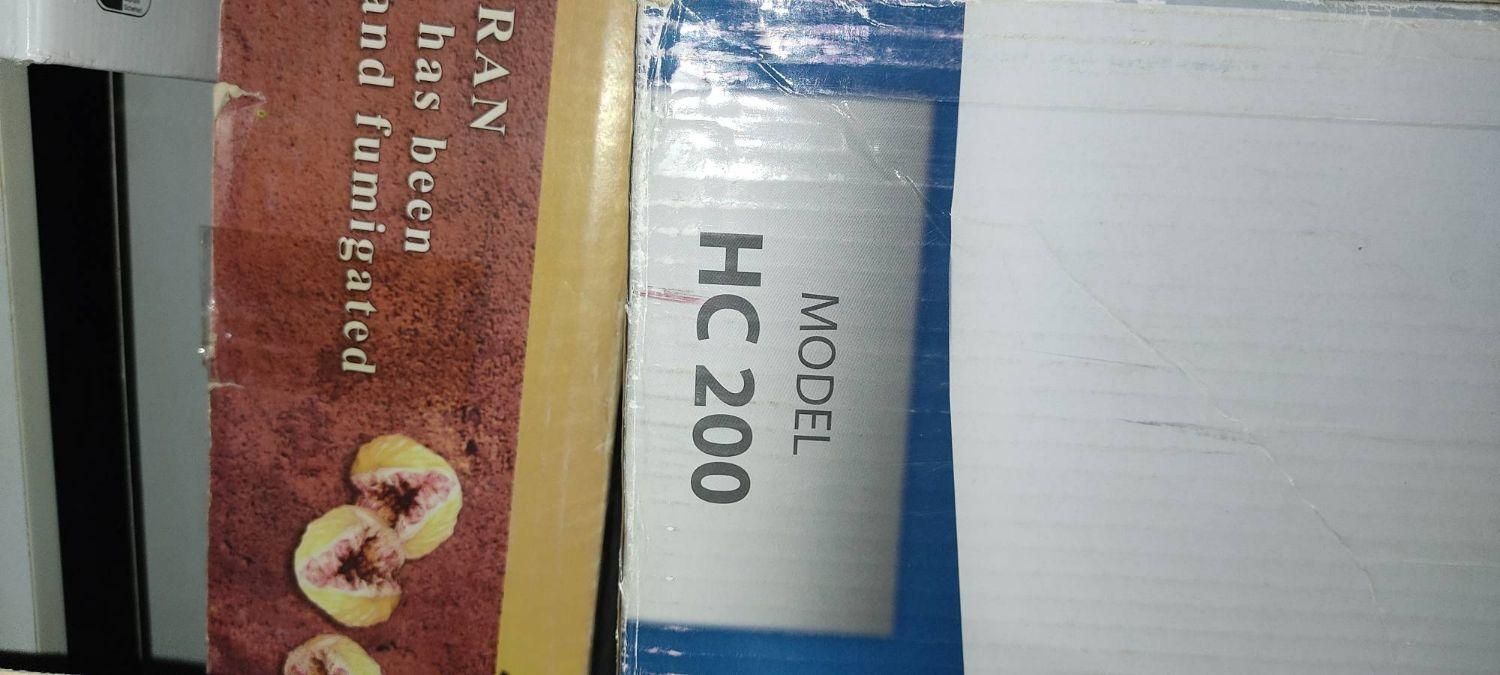 RAN
has been
and fumigated
MODEL
HC 200